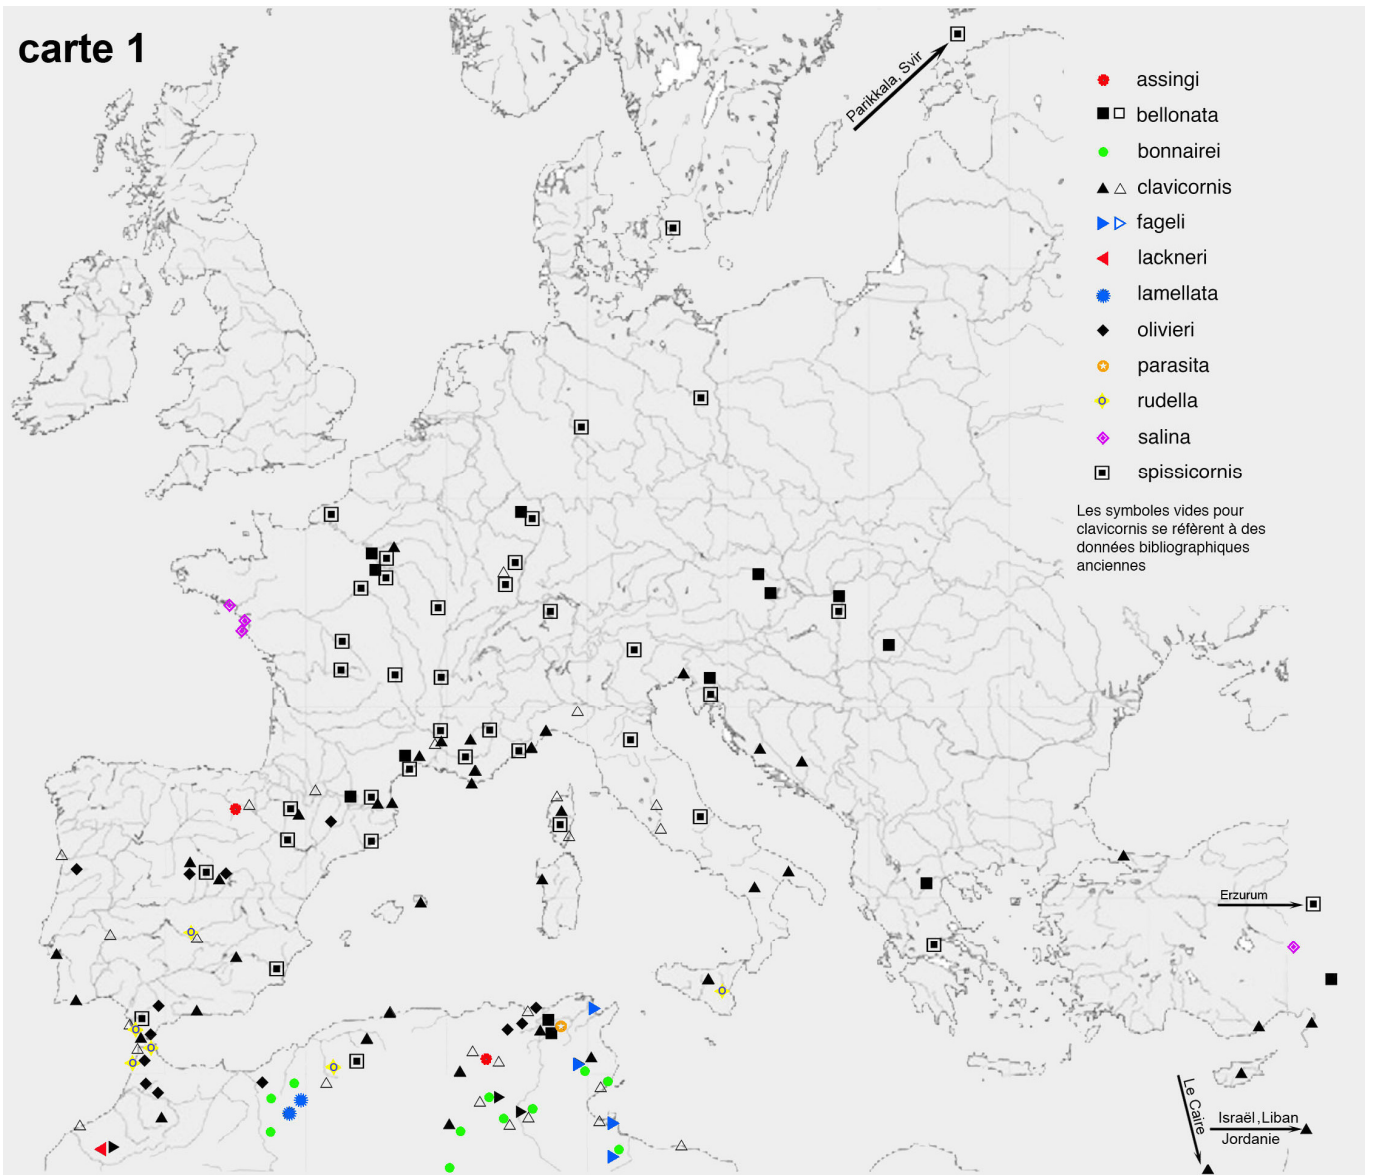 carte 1
Parikkala, Svir
assingi
bellonata
bonnairei
clavicornis
fageli
lackneri
lamellata
olivieri
parasita
rudella
salina
spissicornis
Les symboles vides pour
clavicornis se réfèrent à des
données bibliographiques
anciennes
Erzurum
Le Caire
Israël,Liban
Jordanie